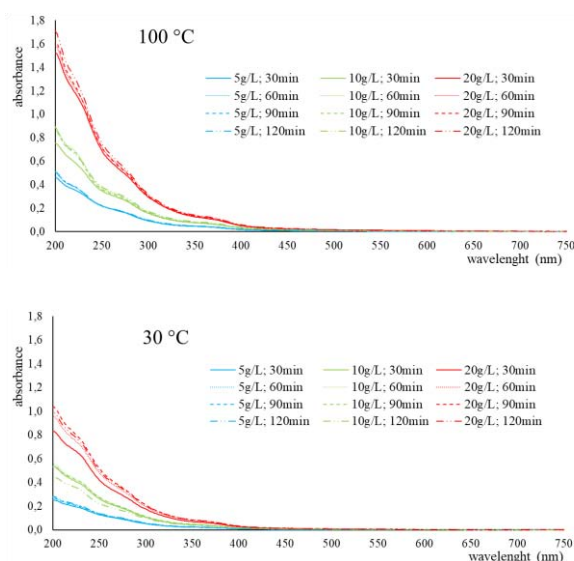 100 °C
absorbance
1,8
1,6
1,4
1,2
1,0
0,8
0,6
0,4
0,2
0,0
5g/L; 30min 10g/L; 30min 20g/L; 30min
5g/L; 60min 10g/L; 60min 20g/L; 60min
5g/L; 90min 10g/L; 90min 20g/L; 90min
5g/L; 120min 10g/L; 120min 20g/L; 120min
200 250 300 350 400 450 500 550 600 650 700 750
wavelenght (nm)
30 °C
absorbance
1,8
1,6
1,4
1,2
1,0
0,8
0,6
0,4
0,2
0,0
5g/L; 30min 10g/L; 30min 20g/L; 30min
5g/L; 60min 10g/L; 60min 20g/L; 60min
5g/L; 90min 10g/L; 90min 20g/L; 90min
5g/L; 120min 10g/L; 120min 20g/L; 120min
200 250 300 350 400 450 500 550 600 650 700 750
wavelenght (nm)